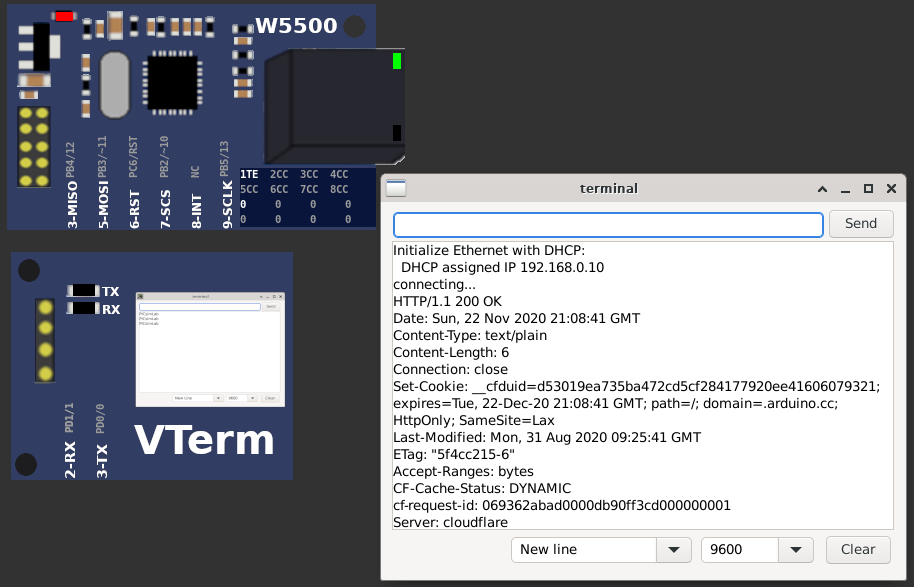 W5500
3-MISO PB4/12
5-MOSI PB3/~11
6-RST PC6/RST
7-SCS PB2/~10
8-INT NC
9-SCLK PB5/13
1TE 2CC 3CC 4CC
5CC 6CC 7CC 8CC
0 0 0 0
0 0 0 0
TX
RX
terminal
New line 9600 Clear
2-RX PD1/1
3-TX PD0/0
VTerm
terminal
Send
Initialize Ethernet with DHCP:
DHCP assigned IP 192.168.0.10
connecting...
HTTP/1.1 200 OK
Date: Sun, 22 Nov 2020 21:08:41 GMT
Content-Type: text/plain
Content-Length: 6
Connection: close
Set-Cookie: __cfduid=d53019ea735ba472cd5cf284177920ee41606079321;
expires=Tue, 22-Dec-20 21:08:41 GMT; path=/; domain=.arduino.cc;
HttpOnly; SameSite=Lax
Last-Modified: Mon, 31 Aug 2020 09:25:41 GMT
ETag: "5f4cc215-6"
Accept-Ranges: bytes
CF-Cache-Status: DYNAMIC
cf-request-id: 069362abad0000db90ff3cd000000001
Server: cloudflare
New line 9600 Clear